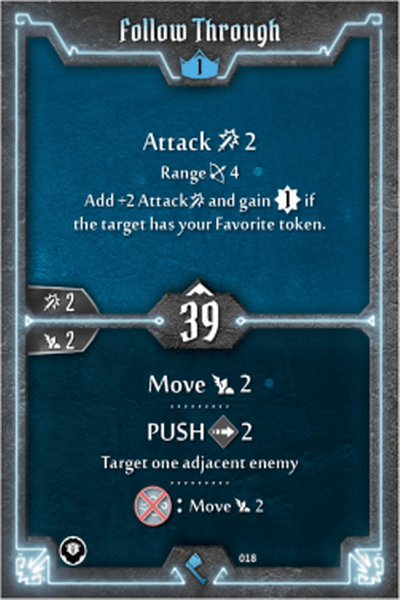 Follow Through
1
Attack 2
Range 4
Add +2 Attack and gain 1 if
the target has your Favorite token.
2
39
2
Move 2
PUSH 2
Target one adjacent enemy
: Move 2
018